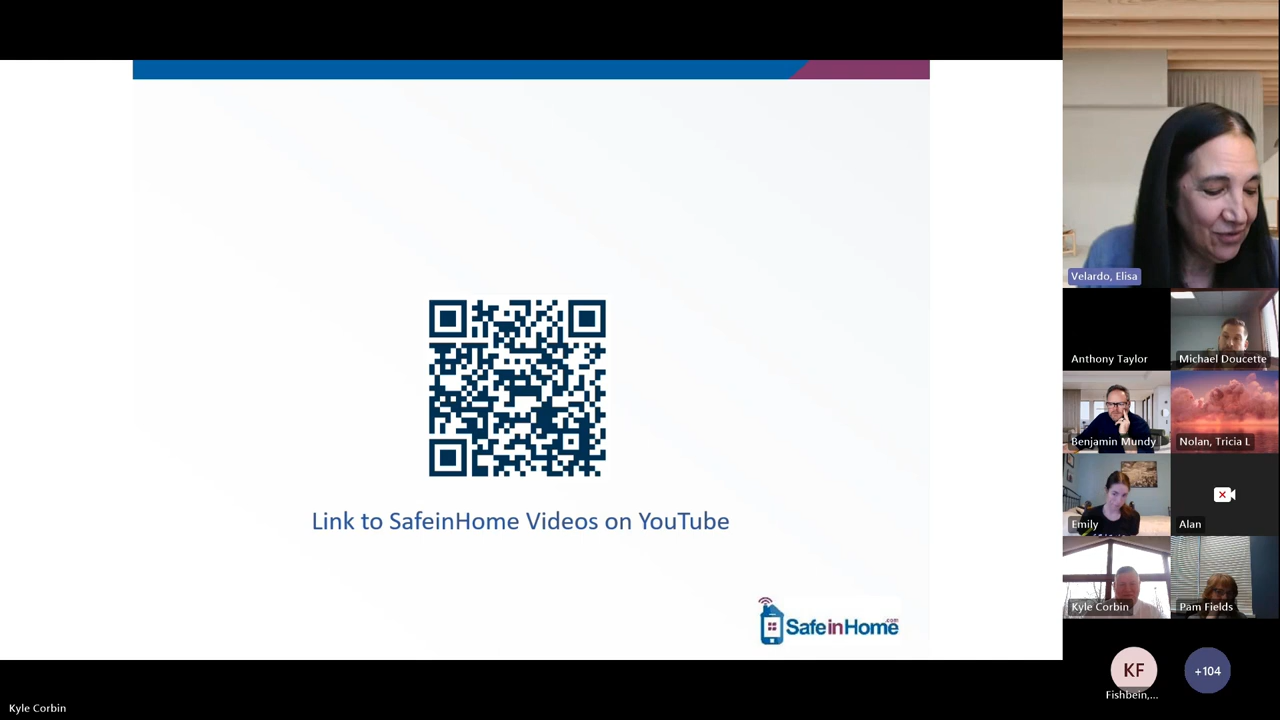 Link to SafeinHome Videos on YouTube
SafeinHome.com
Velardo, Elisa
Anthony Taylor
Michael Doucette
Benjamin Mundy
Nolan, Tricia L
Emily
Alan
Kyle Corbin
Pam Fields
KF
+104
Fishbein,...
Kyle Corbin